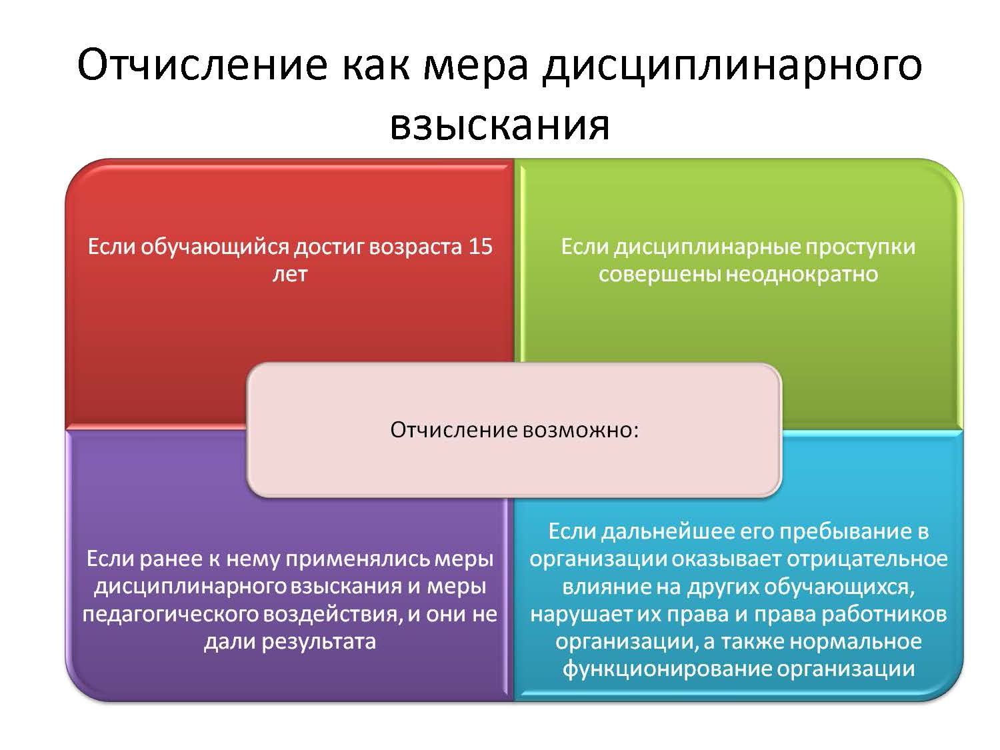 Отчисление как мера дисциплинарного
взыскания
Если обучающийся достиг возраста 15
лет
Если дисциплинарные проступки
совершены неоднократно
Отчисление возможно:
Если ранее к нему применялись меры
дисциплинарного взыскания и меры
педагогического воздействия, и они не
дали результата
Если дальнейшее его пребывание в
организации оказывает отрицательное
влияние на других обучающихся,
нарушает их права и права работников
организации, а также нормальное
функционирование организации